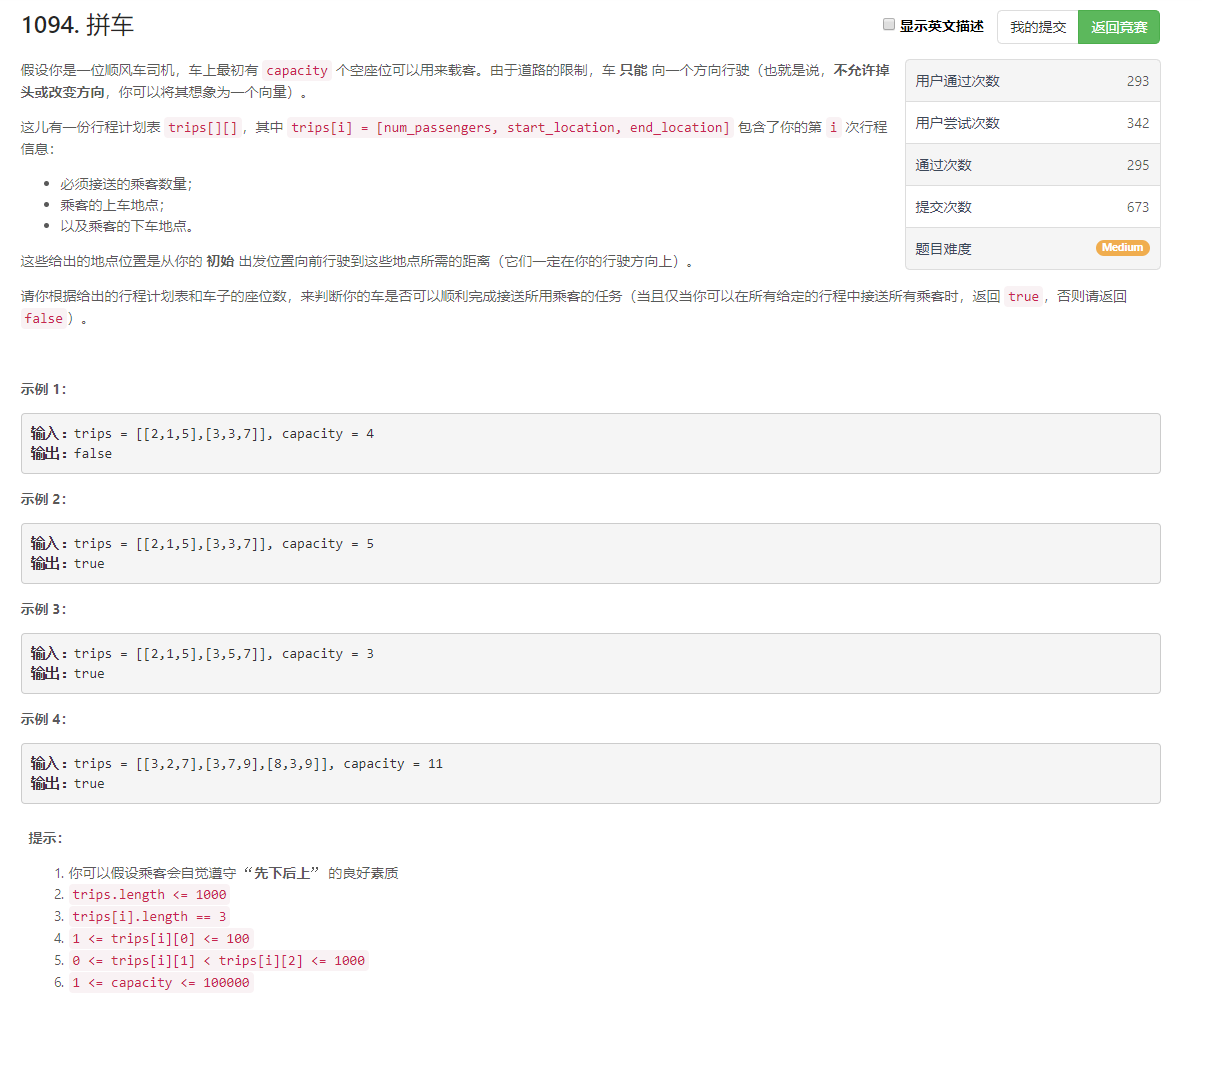 1094. 拼车
显示英文描述
我的提交
返回竞赛
假设你是一位顺风车司机，车上最初有 capacity 个空座位可以用来载客。由于道路的限制，车 只能 向一个方向行驶（也就是说，不允许掉
头或改变方向，你可以将其想象为一个向量）。
这儿有一份行程计划表 trips[][]，其中 trips[i] = [num_passengers, start_location, end_location] 包含了你的第 i 次行程
信息：
必须接送的乘客数量；
乘客的上车地点；
以及乘客的下车地点。
这些给出的地点位置是从你的 初始 出发位置向前行驶到这些地点所需的距离（它们一定在你的行驶方向上）。
请你根据给出的行程计划表和车子的座位数，来判断你的车是否可以顺利完成接送所用乘客的任务（当且仅当你可以在所有给定的行程中接送所有乘客时，返回 true，否则请返回
false）。
用户通过次数 293
用户尝试次数 342
通过次数 295
提交次数 673
题目难度 Medium
示例 1：
输入：trips = [[2,1,5],[3,3,7]], capacity = 4
输出：false
示例 2：
输入：trips = [[2,1,5],[3,3,7]], capacity = 5
输出：true
示例 3：
输入：trips = [[2,1,5],[3,5,7]], capacity = 3
输出：true
示例 4：
输入：trips = [[3,2,7],[3,7,9],[8,3,9]], capacity = 11
输出：true
提示：
1. 你可以假设乘客会自觉遵守 “先下后上” 的良好素质
2. trips.length <= 1000
3. trips[i].length == 3
4. 1 <= trips[i][0] <= 100
5. 0 <= trips[i][1] < trips[i][2] <= 1000
6. 1 <= capacity <= 100000